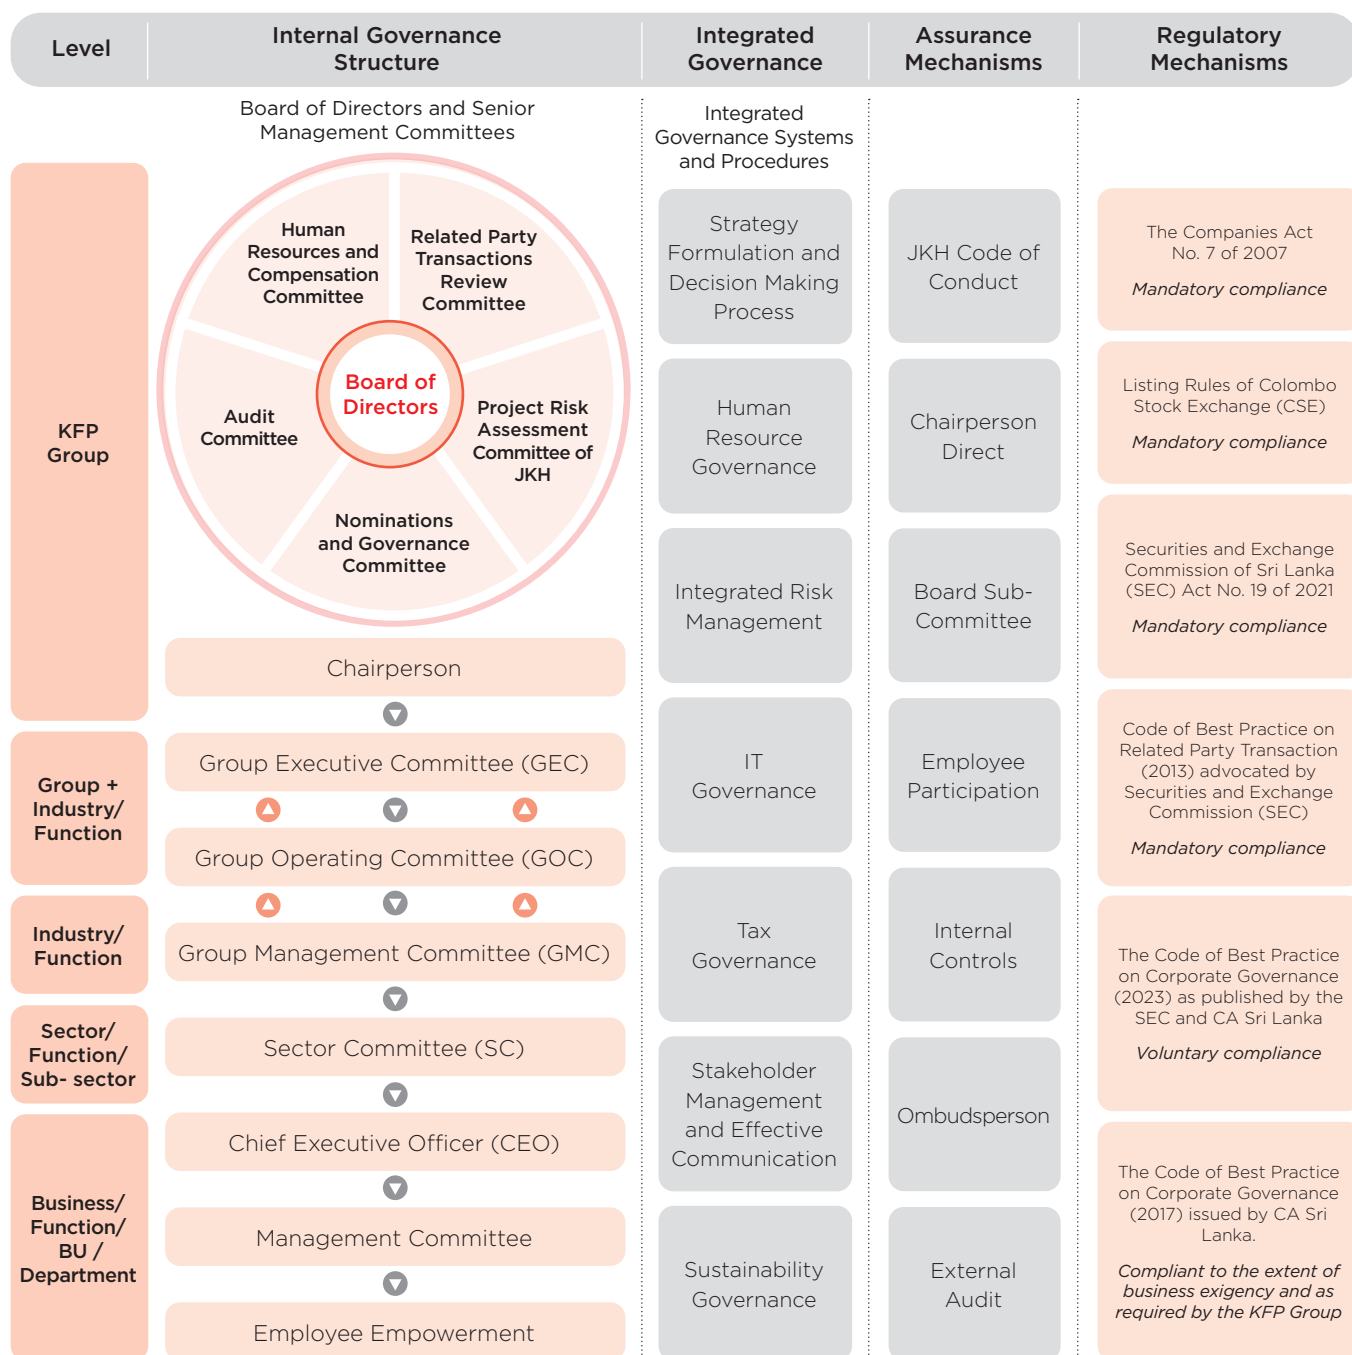 Level
Internal Governance
Structure
Integrated
Governance
Assurance
Mechanisms
Regulatory
Mechanisms
Board of Directors and Senior
Management Committees
KFP
Group
Human
Resources and
Compensation
Committee
Related Party
Transactions
Review
Committee
Audit
Committee
Board of
Directors
Project Risk
Assessment
Committee of
JKH
Nominations
and Governance
Committee
Chairperson
Group +
Industry/
Function
Group Executive Committee (GEC)
Group Operating Committee (GOC)
Industry/
Function
Group Management Committee (GMC)
Sector/
Function/
Sub- sector
Sector Committee (SC)
Business/
Function/
BU /
Department
Chief Executive Officer (CEO)
Management Committee
Employee Empowerment
Integrated
Governance Systems
and Procedures
Strategy
Formulation and
Decision Making
Process
Human
Resource
Governance
Integrated Risk
Management
IT
Governance
Tax
Governance
Stakeholder
Management
and Effective
Communication
Sustainability
Governance
JKH Code of
Conduct
Chairperson
Direct
Board Sub-
Committee
Employee
Participation
Internal
Controls
Ombudsperson
External
Audit
The Companies Act
No. 7 of 2007
Mandatory compliance
Listing Rules of Colombo
Stock Exchange (CSE)
Mandatory compliance
Securities and Exchange
Commission of Sri Lanka
(SEC) Act No. 19 of 2021
Mandatory compliance
Code of Best Practice on
Related Party Transaction
(2013) advocated by
Securities and Exchange
Commission (SEC)
Mandatory compliance
The Code of Best Practice
on Corporate Governance
(2023) as published by the
SEC and CA Sri Lanka
Voluntary compliance
The Code of Best Practice
on Corporate Governance
(2017) issued by CA Sri
Lanka.
Compliant to the extent of
business exigency and as
required by the KFP Group